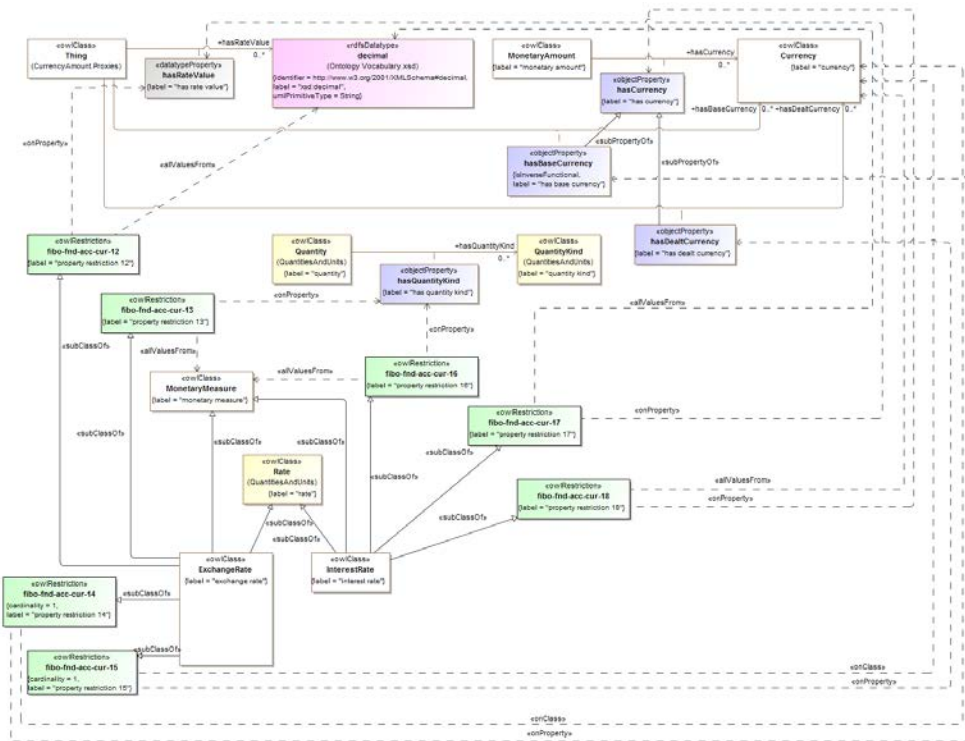 «owlClass»
Thing
(CurrencyAmount.Proxies)
+hasRateValue
0..*
«datatypeProperty»
hasRateValue
{label = "has rate value"}
«rdfsDatatype»
decimal
(Ontology Vocabulary.xsd)
{identifier = http://www.w3.org/2001/XMLSchema#decimal,
label = "xsd:decimal",
umlPrimitiveType = String}
«owlClass»
MonetaryAmount
{label = "monetary amount"}
+hasCurrency
0..*
«owlClass»
Currency
{label = "currency"}
«objectProperty»
hasCurrency
{label = "has currency"}
+hasBaseCurrency 0..* +hasDealtCurrency 0..*
«onProperty»
«allValuesFrom»
«subPropertyOf»
«objectProperty»
hasBaseCurrency
{isInverseFunctional,
label = "has base currency"}
«subPropertyOf»
«objectProperty»
hasDealtCurrency
{label = "has dealt currency"}
«owlRestriction»
fibo-fnd-acc-cur-12
{label = "property restriction 12"}
«owlClass»
Quantity
(QuantitiesAndUnits)
{label = "quantity"}
+hasQuantityKind
0..*
«owlClass»
QuantityKind
(QuantitiesAndUnits)
{label = "quantity kind"}
«objectProperty»
hasQuantityKind
{label = "has quantity kind"}
«owlRestriction»
fibo-fnd-acc-cur-13
{label = "property restriction 13"}
«onProperty»
«allValuesFrom»
«onProperty»
«subClassOf»
«allValuesFrom»
«allValuesFrom»
«owlClass»
MonetaryMeasure
{label = "monetary measure"}
«owlRestriction»
fibo-fnd-acc-cur-16
{label = "property restriction 16"}
«owlRestriction»
fibo-fnd-acc-cur-17
{label = "property restriction 17"}
«onProperty»
«subClassOf»
«subClassOf»
«subClassOf»
«subClassOf»
«subClassOf»
«owlClass»
Rate
(QuantitiesAndUnits)
{label = "rate"}
«owlRestriction»
fibo-fnd-acc-cur-18
{label = "property restriction 18"}
«allValuesFrom»
«onProperty»
«subClassOf»
«subClassOf»
«subClassOf»
«owlClass»
ExchangeRate
{label = "exchange rate"}
«owlClass»
InterestRate
{label = "interest rate"}
«owlRestriction»
fibo-fnd-acc-cur-14
{cardinality = 1,
label = "property restriction 14"}
«subClassOf»
«subClassOf»
«owlRestriction»
fibo-fnd-acc-cur-15
{cardinality = 1,
label = "property restriction 15"}
«onClass»
«onProperty»
«onClass»
«onProperty»